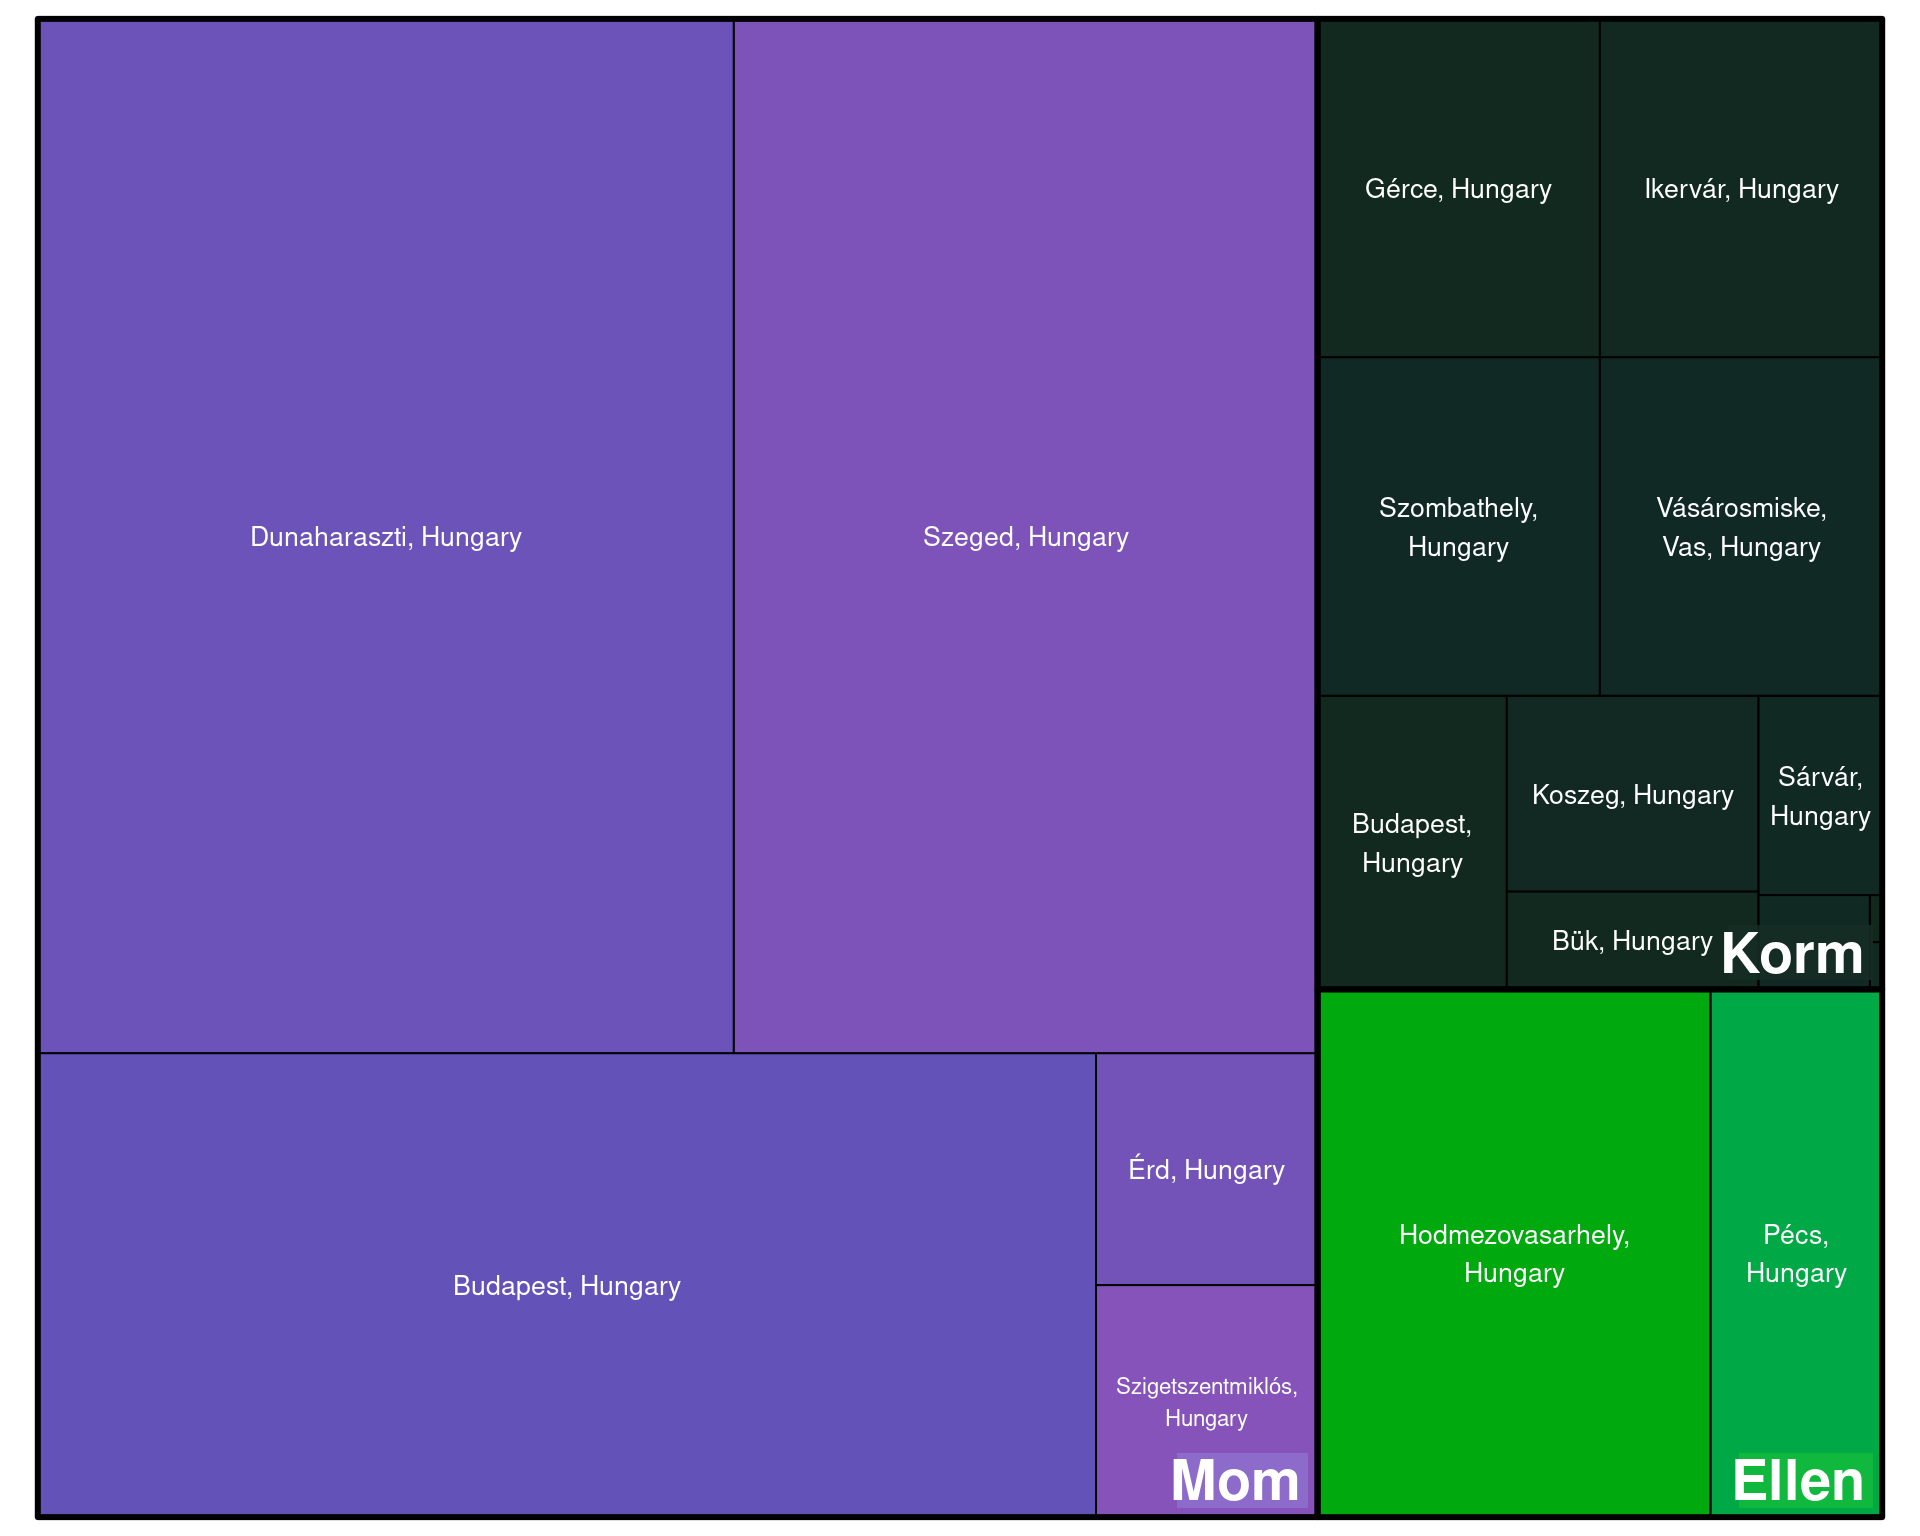 Dunaharaszti, Hungary
Szeged, Hungary
Budapest, Hungary
Érd, Hungary
Szigetszentmiklós,
Hungary
Mom
Gérce, Hungary
Ikervár, Hungary
Szombathely,
Hungary
Vásárosmiske,
Vas, Hungary
Budapest,
Hungary
Koszeg, Hungary
Sárvár,
Hungary
Bük, Hungary
Korm
Hodmezovasarhely,
Hungary
Pécs,
Hungary
Ellen